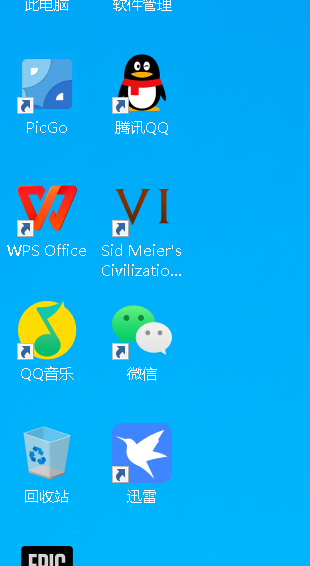 此电脑
软件管理
PicGo
腾讯QQ
WPS Office
Sid Meier's
Civilizatio...
VI
QQ音乐
微信
回收站
迅雷
EPIC